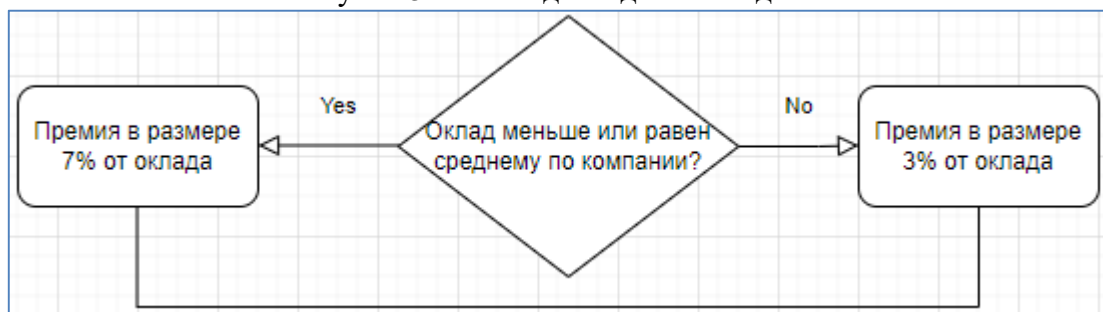 Yes
No
Премия в размере
7% от оклада
Оклад меньше или равен
среднему по компании?
Премия в размере
3% от оклада